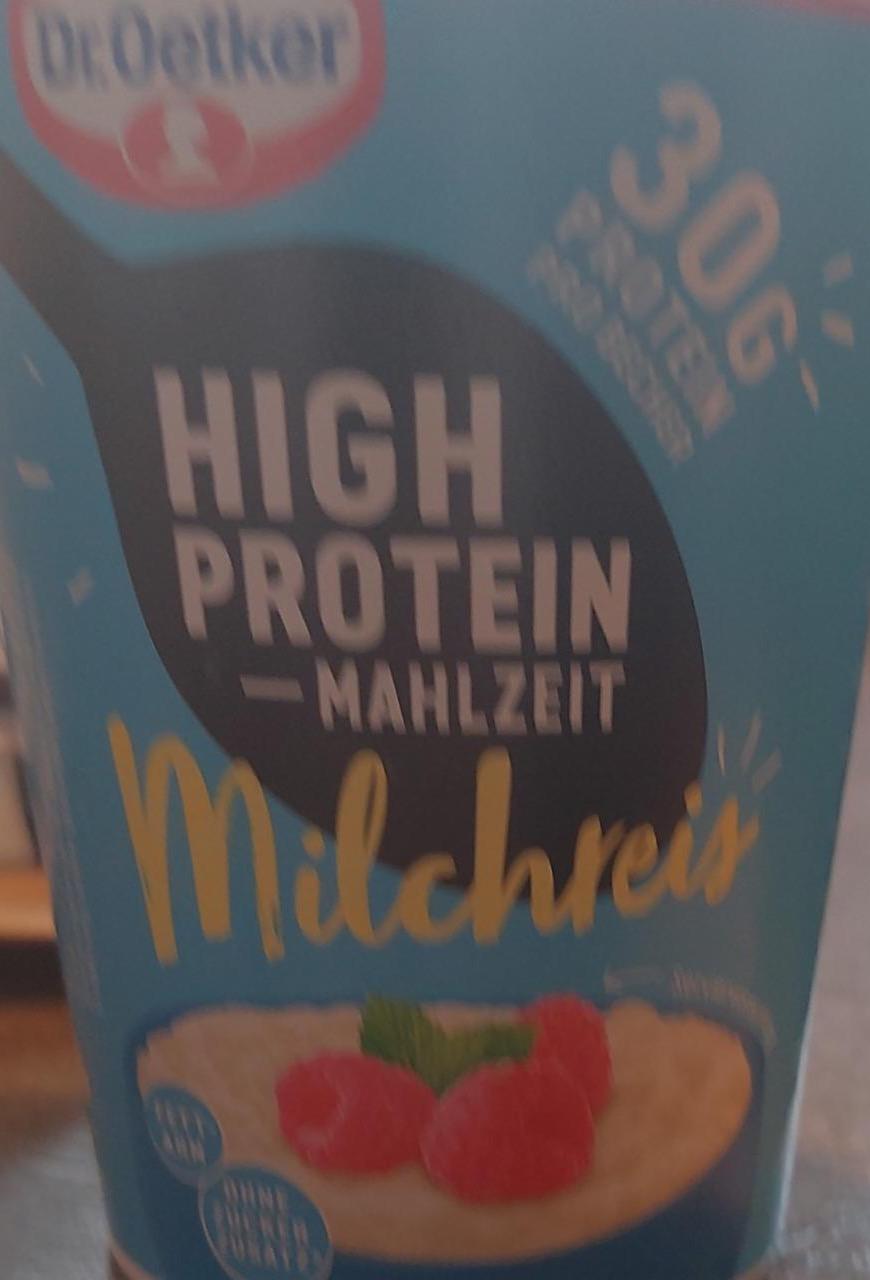 Dr. Oetker
30G
PROTEIN
PRO BECHER
HIGH
PROTEIN
—MAHLZEIT
Milchreis
FETT-
ARM
OHNE
ZUCKER-
ZUSATZ